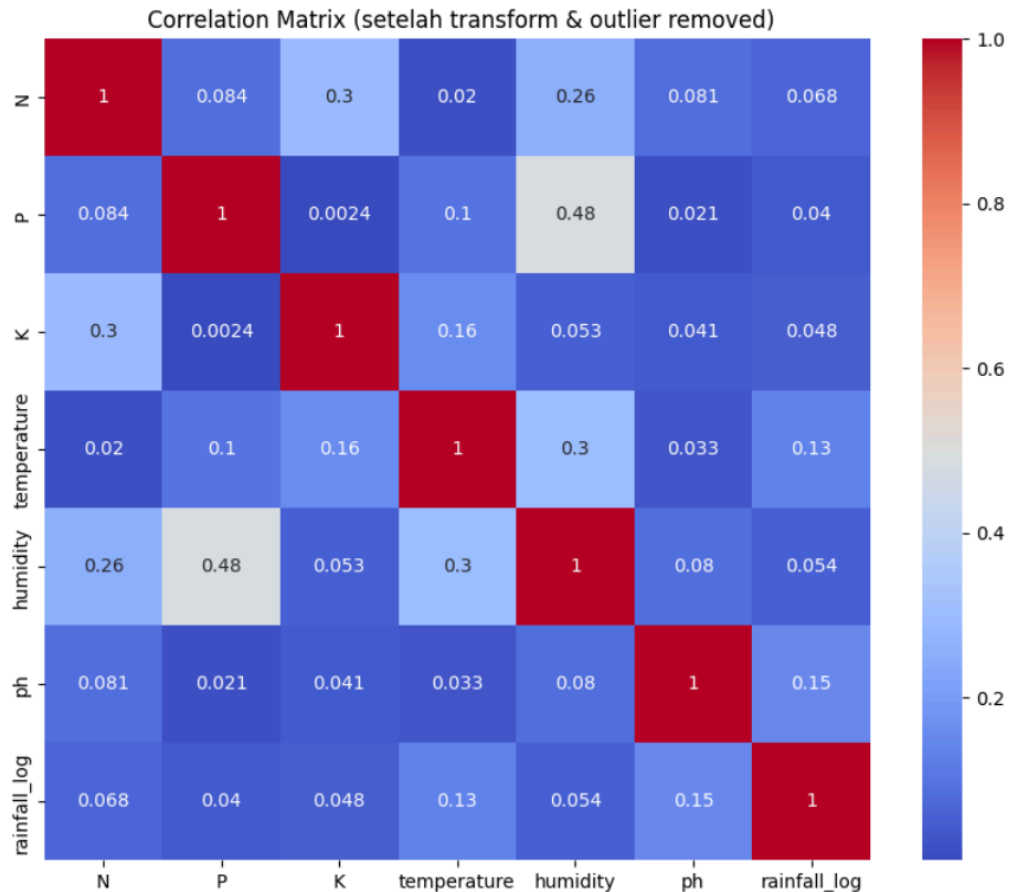 Correlation Matrix (setelah transform & outlier removed)
N 1 0.084 0.3 0.02 0.26 0.081 0.068
P 0.084 1 0.0024 0.1 0.48 0.021 0.04
K 0.3 0.0024 1 0.16 0.053 0.041 0.048
temperature 0.02 0.1 0.16 1 0.3 0.033 0.13
humidity 0.26 0.48 0.053 0.3 1 0.08 0.054
ph 0.081 0.021 0.041 0.033 0.08 1 0.15
rainfall_log 0.068 0.04 0.048 0.13 0.054 0.15 1
N P K temperature humidity ph rainfall_log
1.0
0.8
0.6
0.4
0.2